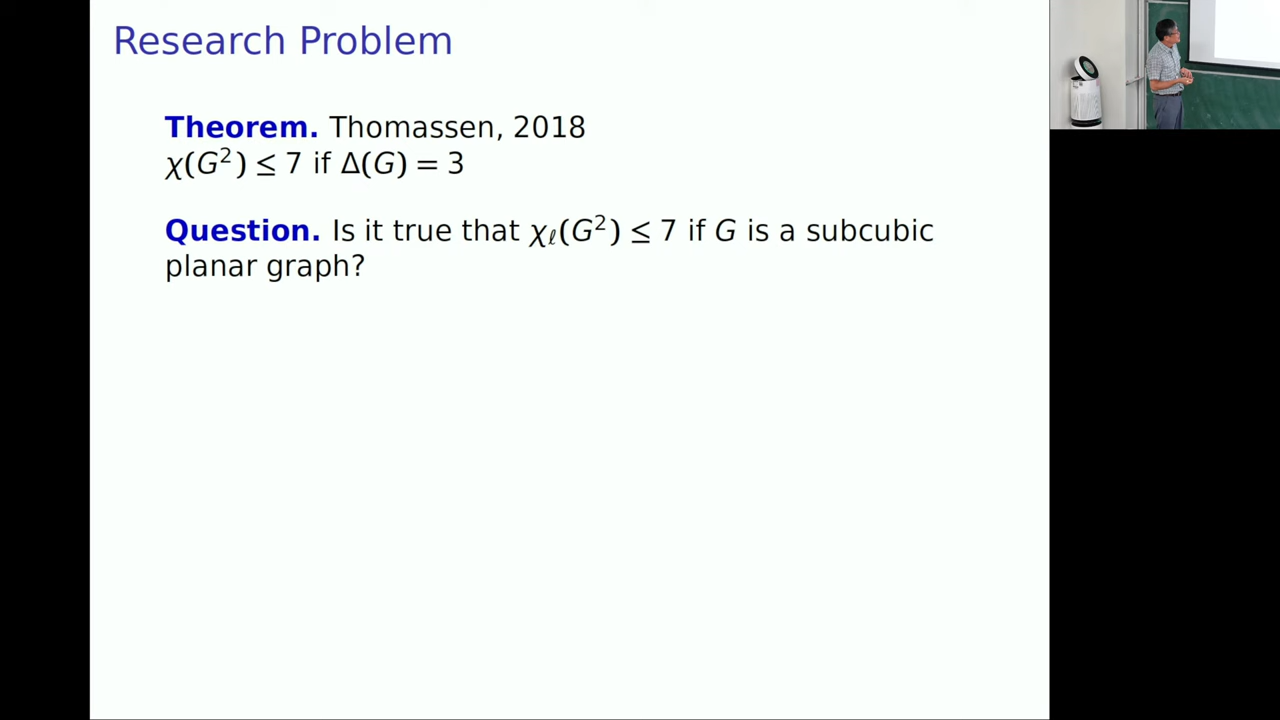 Research Problem
Theorem. Thomassen, 2018
χ(G²) ≤ 7 if Δ(G) = 3
Question. Is it true that χℓ(G²) ≤ 7 if G is a subcubic
planar graph?